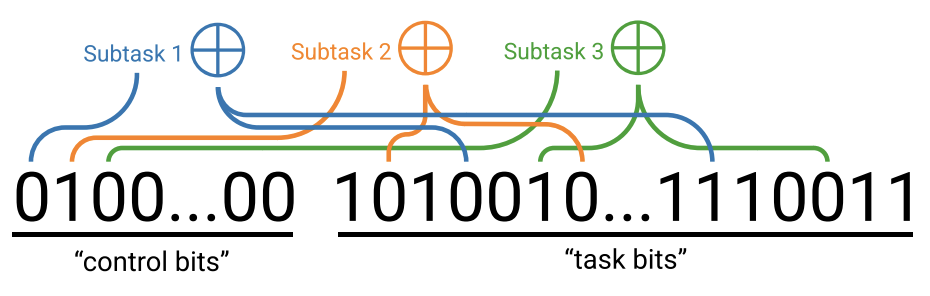 Subtask 1 Subtask 2 Subtask 3
0100...00 1010010...1110011
“control bits” “task bits”